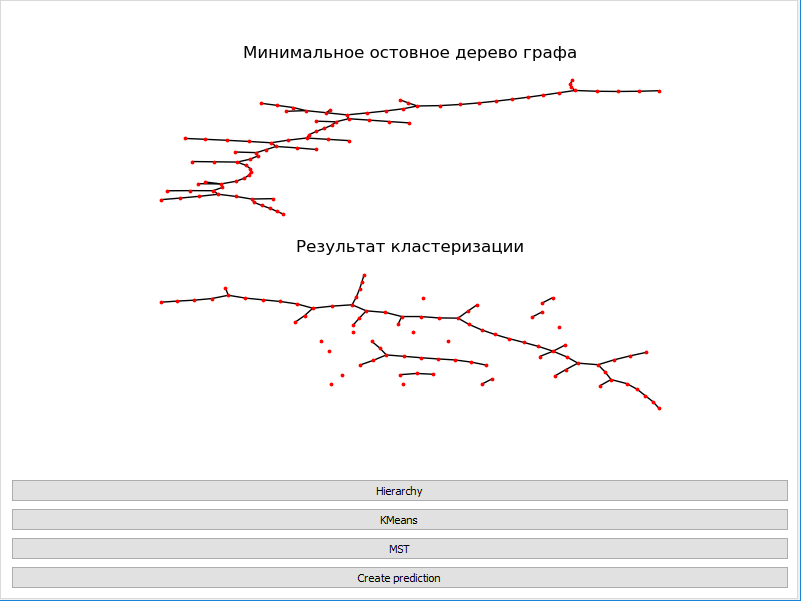 Минимальное остовное дерево графа
Результат кластеризации
Hierarchy
KMeans
MST
Create prediction